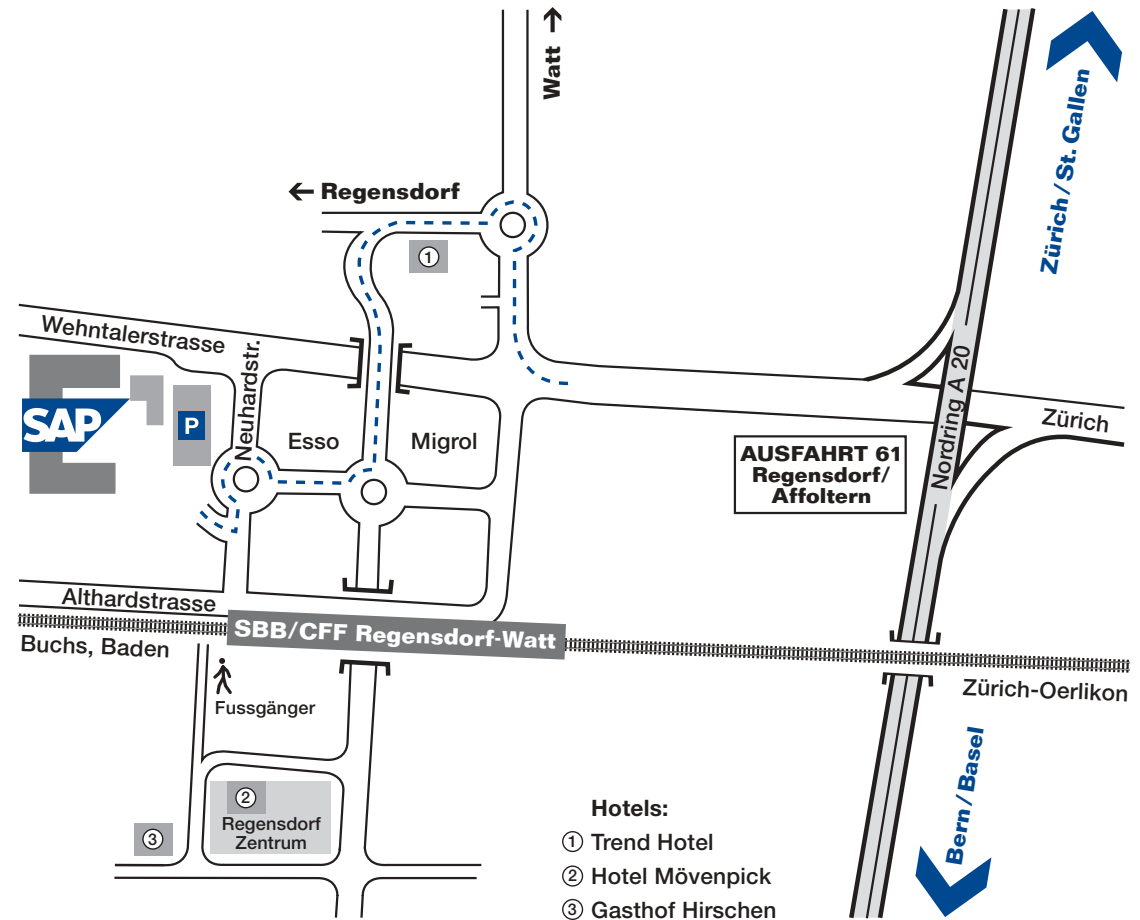 Watt
Zürich / St. Gallen
Regensdorf
①
Wehntalerstrasse
Neuhardstr.
SAP
P
Esso
Migrol
Nordring A 20
Zürich
AUSFAHRT 61
Regensdorf/
Affoltern
Althardstrasse
SBB/CFF Regensdorf-Watt
Buchs, Baden
Zürich-Oerlikon
Fussgänger
Bern / Basel
②
Regensdorf
Zentrum
③
Hotels:
① Trend Hotel
② Hotel Mövenpick
③ Gasthof Hirschen